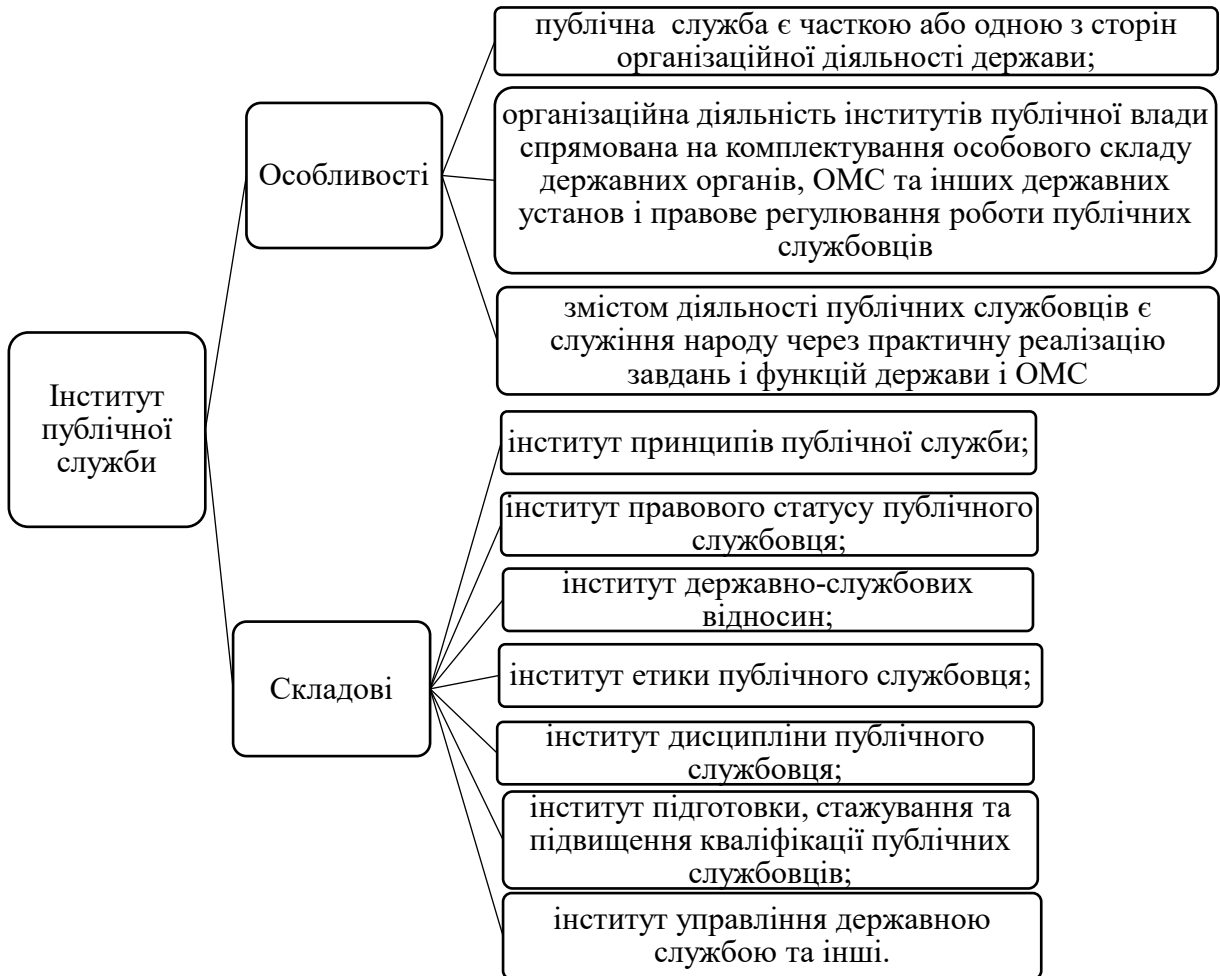 Інститут
публічної
служби
Особливості
публічна служба є часткою або одною з сторін
організаційної діяльності держави;
організаційна діяльність інститутів публічної влади
спрямована на комплектування особового складу
державних органів, ОМС та інших державних
установ і правове регулювання роботи публічних
службовців
змістом діяльності публічних службовців є
служіння народу через практичну реалізацію
завдань і функцій держави і ОМС
Складові
інститут принципів публічної служби;
інститут правового статусу публічного
службовця;
інститут державно-службових
відносин;
інститут етики публічного службовця;
інститут дисципліни публічного
службовця;
інститут підготовки, стажування та
підвищення кваліфікації публічних
службовців;
інститут управління державною
службою та інші.